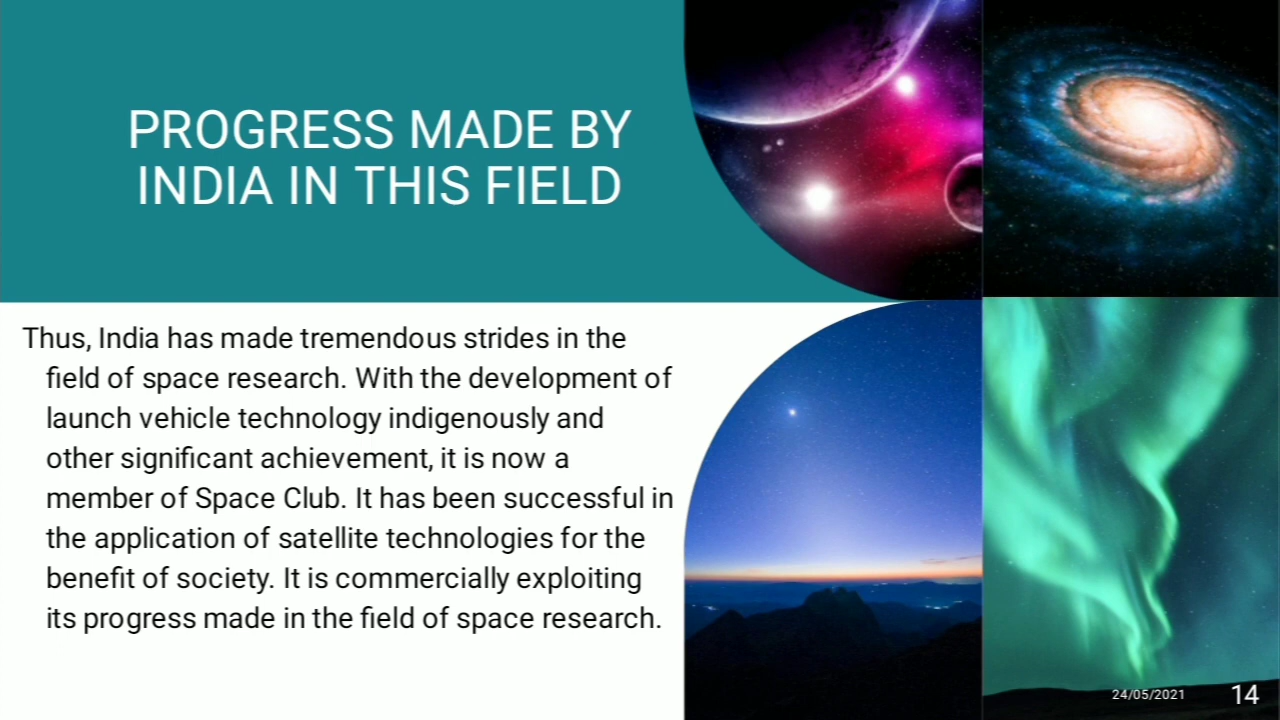 PROGRESS MADE BY
INDIA IN THIS FIELD
Thus, India has made tremendous strides in the
field of space research. With the development of
launch vehicle technology indigenously and
other significant achievement, it is now a
member of Space Club. It has been successful in
the application of satellite technologies for the
benefit of society. It is commercially exploiting
its progress made in the field of space research.
24/05/2021
14